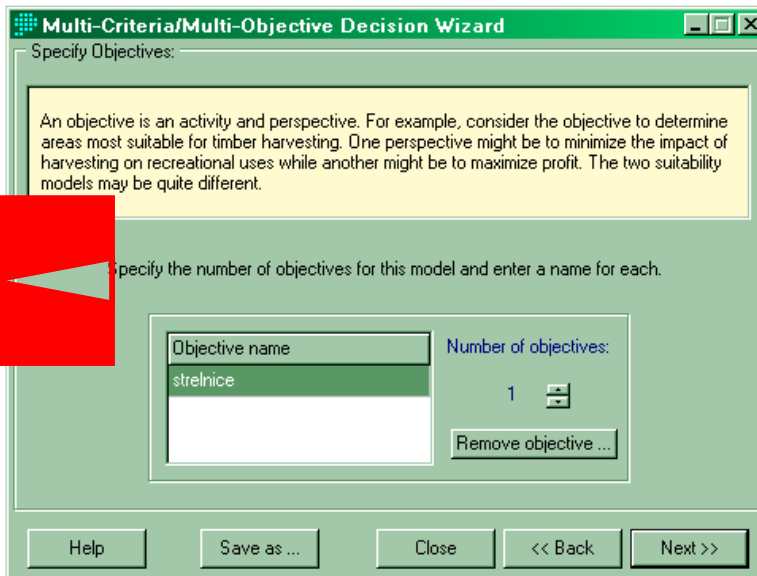 Multi-Criteria/Multi-Objective Decision Wizard
Specify Objectives:
An objective is an activity and perspective. For example, consider the objective to determine
areas most suitable for timber harvesting. One perspective might be to minimize the impact of
harvesting on recreational uses while another might be to maximize profit. The two suitability
models may be quite different.
Specify the number of objectives for this model and enter a name for each.
Objective name
Number of objectives:
strelnice
1
Remove objective ...
Help
Save as ...
Close
<< Back
Next >>